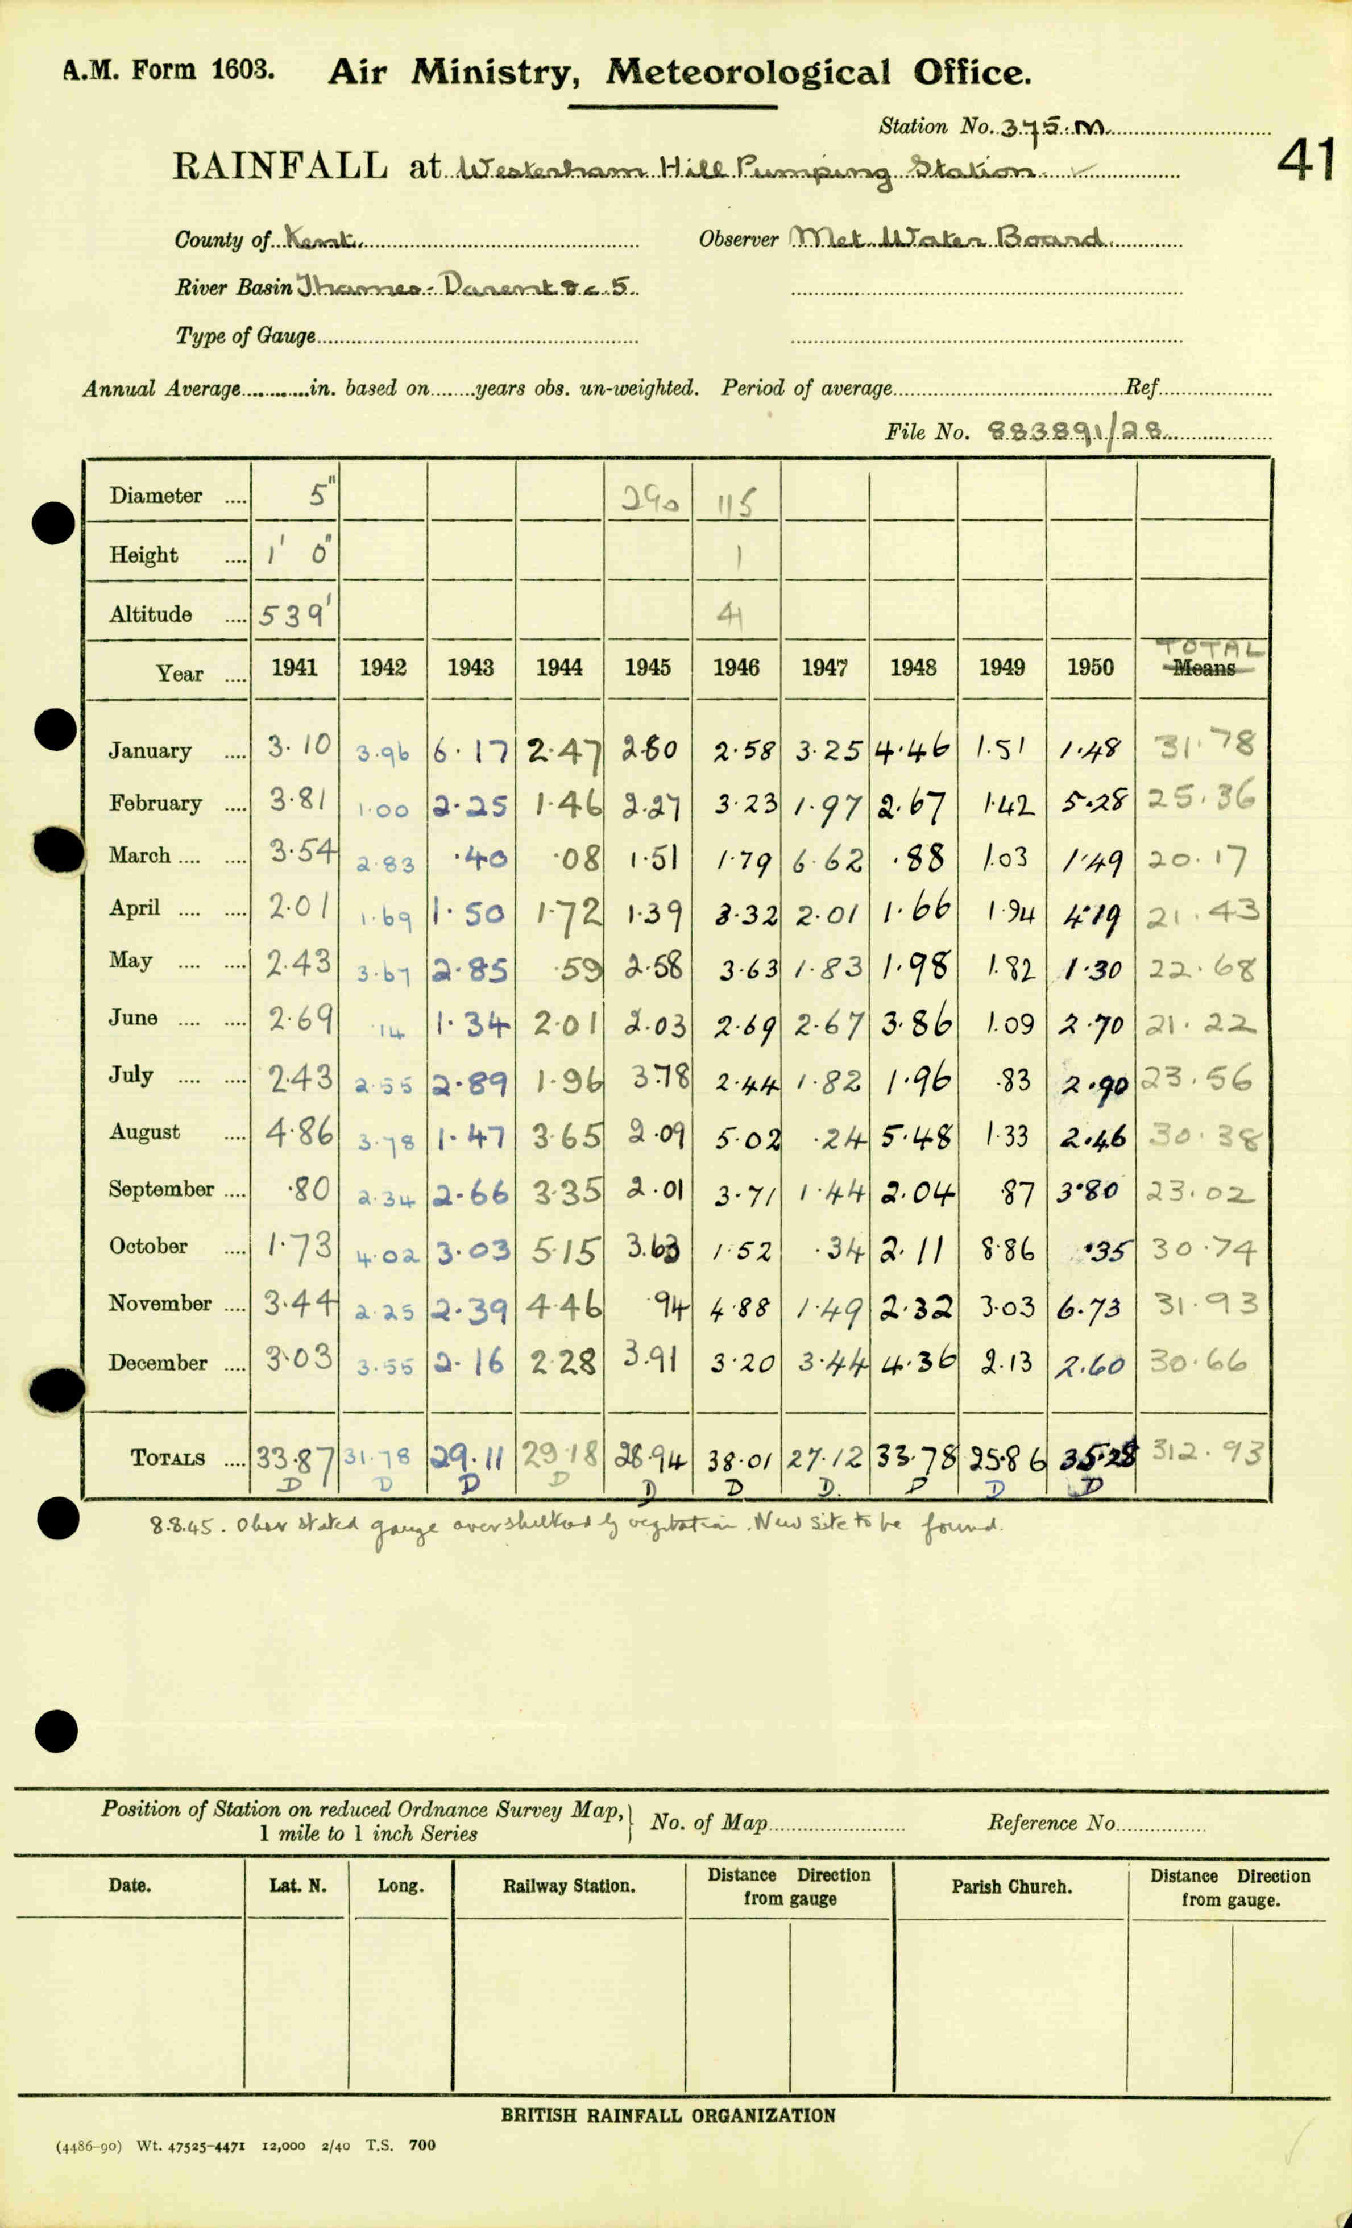 A.M. Form 1603. Air Ministry, Meteorological Office.
Station No. 375.M
41
RAINFALL at Westerham Hill Pumping Station
County of Kent. Observer Met. Water Board
River Basin Thames-Darent &c. 5
Type of Gauge
Annual Average in. based on years obs. un-weighted. Period of average Ref.
File No. 883891/28
Diameter .... 5" 290 115
Height .... 1' 0" 1
Altitude .... 539' 41
Year .... 1941 1942 1943 1944 1945 1946 1947 1948 1949 1950 TOTAL Means
January .... 3.10 3.96 6.17 2.47 2.80 2.58 3.25 4.46 1.51 1.48 31.78
February .... 3.81 1.00 2.25 1.46 2.27 3.23 1.97 2.67 1.42 5.28 25.36
March .... .... 3.54 2.83 .40 .08 1.51 1.79 6.62 .88 1.03 1.49 20.17
April .... .... 2.01 1.69 1.50 1.72 1.39 3.32 2.01 1.66 1.94 4.19 21.43
May .... .... 2.43 3.67 2.85 .59 2.58 3.63 1.83 1.98 1.82 1.30 22.68
June .... .... 2.69 .14 1.34 2.01 2.03 2.69 2.67 3.86 1.09 2.70 21.22
July .... .... 2.43 2.55 2.89 1.96 3.78 2.44 1.82 1.96 .83 2.90 23.56
August .... 4.86 3.78 1.47 3.65 2.09 5.02 .24 5.48 1.33 2.46 30.38
September .... .80 2.34 2.66 3.35 2.01 3.71 1.44 2.04 .87 3.80 23.02
October .... 1.73 4.02 3.03 5.15 3.63 1.52 .34 2.11 8.86 .35 30.74
November .... 3.44 2.25 2.39 4.46 .94 4.88 1.49 2.32 3.03 6.73 31.93
December .... 3.03 3.55 2.16 2.28 3.91 3.20 3.44 4.36 2.13 2.60 30.66
TOTALS .... 33.87 31.78 29.11 29.18 28.94 38.01 27.12 33.78 25.86 35.28 312.93
D D D D D D D. D D D
8.8.45. Obsr stated gauge oversheltered by vegitation. New site to be found.
Position of Station on reduced Ordnance Survey Map, 1 mile to 1 inch Series No. of Map Reference No.
Date. Lat. N. Long. Railway Station. Distance Direction from gauge Parish Church. Distance Direction from gauge.
BRITISH RAINFALL ORGANIZATION
(4486-90) Wt. 47525-4471 12,000 2/40 T.S. 700